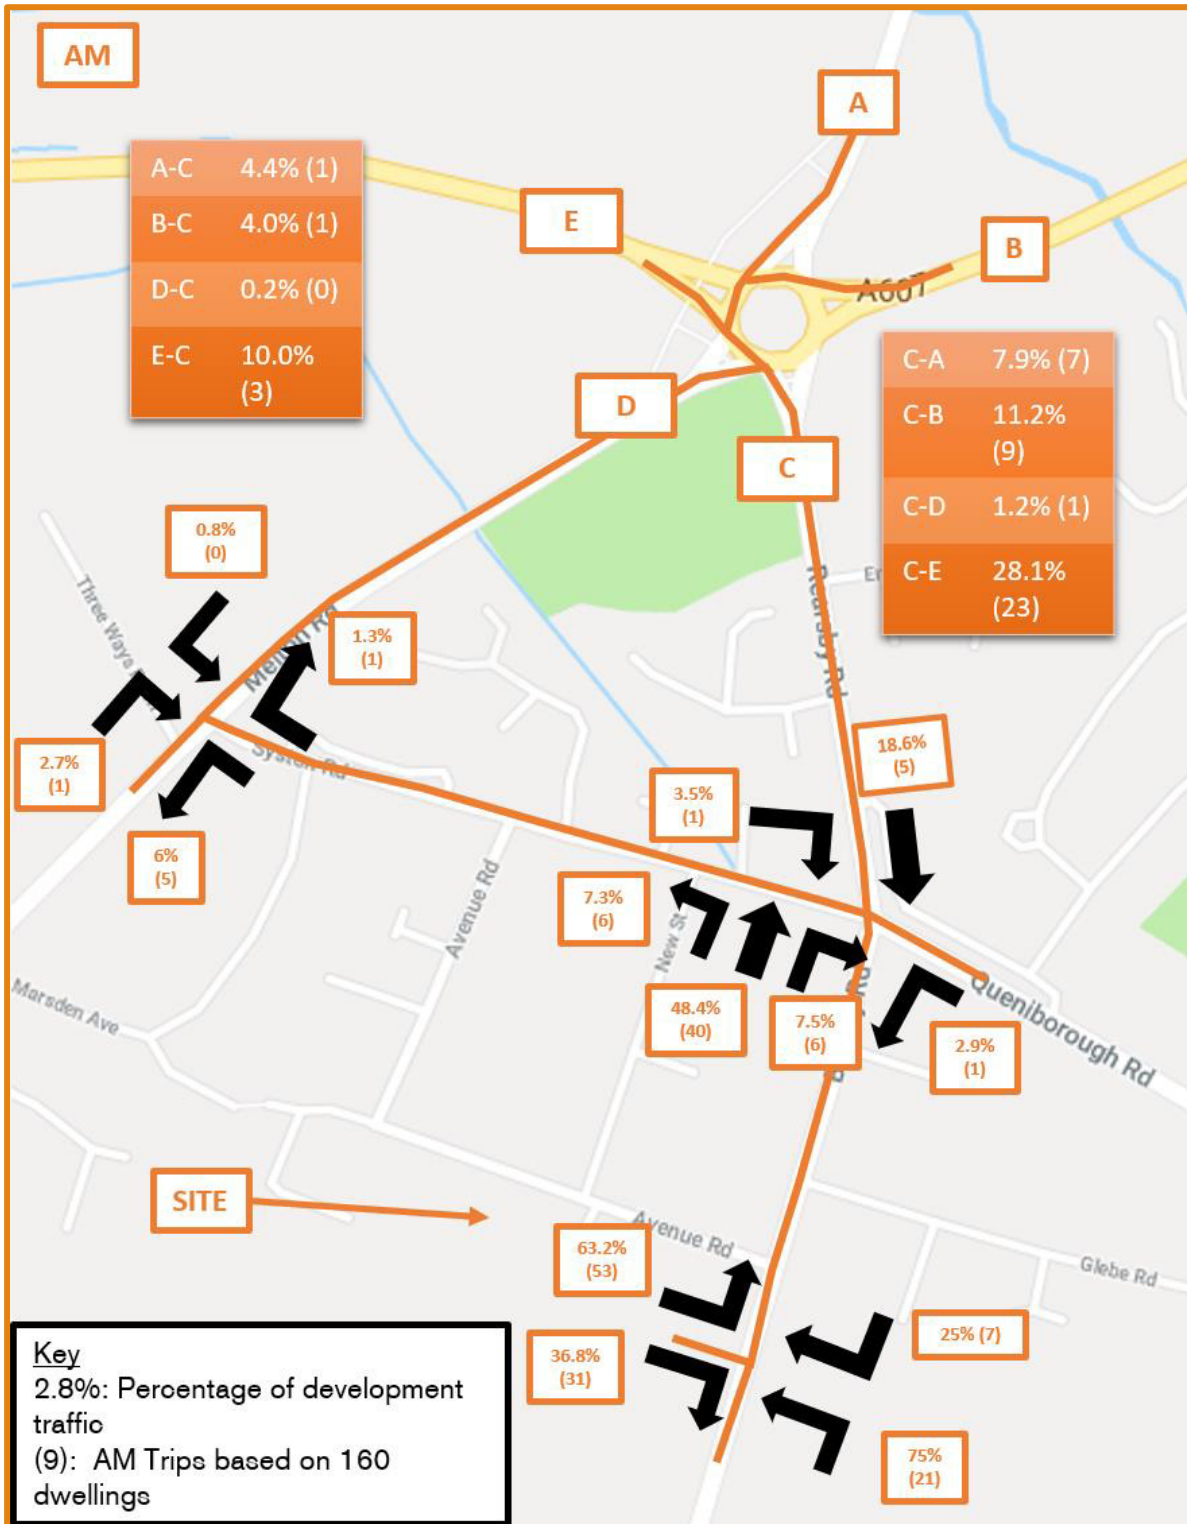 AM
A
A-C 4.4% (1)
B-C 4.0% (1)
D-C 0.2% (0)
E-C 10.0%
(3)
E
B
A607
C-A 7.9% (7)
C-B 11.2%
(9)
C-D 1.2% (1)
C-E 28.1%
(23)
D
C
0.8%
(0)
Three Ways
Melton Rd
1.3%
(1)
Rearsby Rd
2.7%
(1)
Syston Rd
18.6%
(5)
3.5%
(1)
6%
(5)
Avenue Rd
7.3%
(6)
New St
Marsden Ave
48.4%
(40)
7.5%
(6)
Rd
Queniborough Rd
2.9%
(1)
SITE
Avenue Rd
Glebe Rd
63.2%
(53)
25% (7)
36.8%
(31)
75%
(21)
Key
2.8%: Percentage of development
traffic
(9): AM Trips based on 160
dwellings